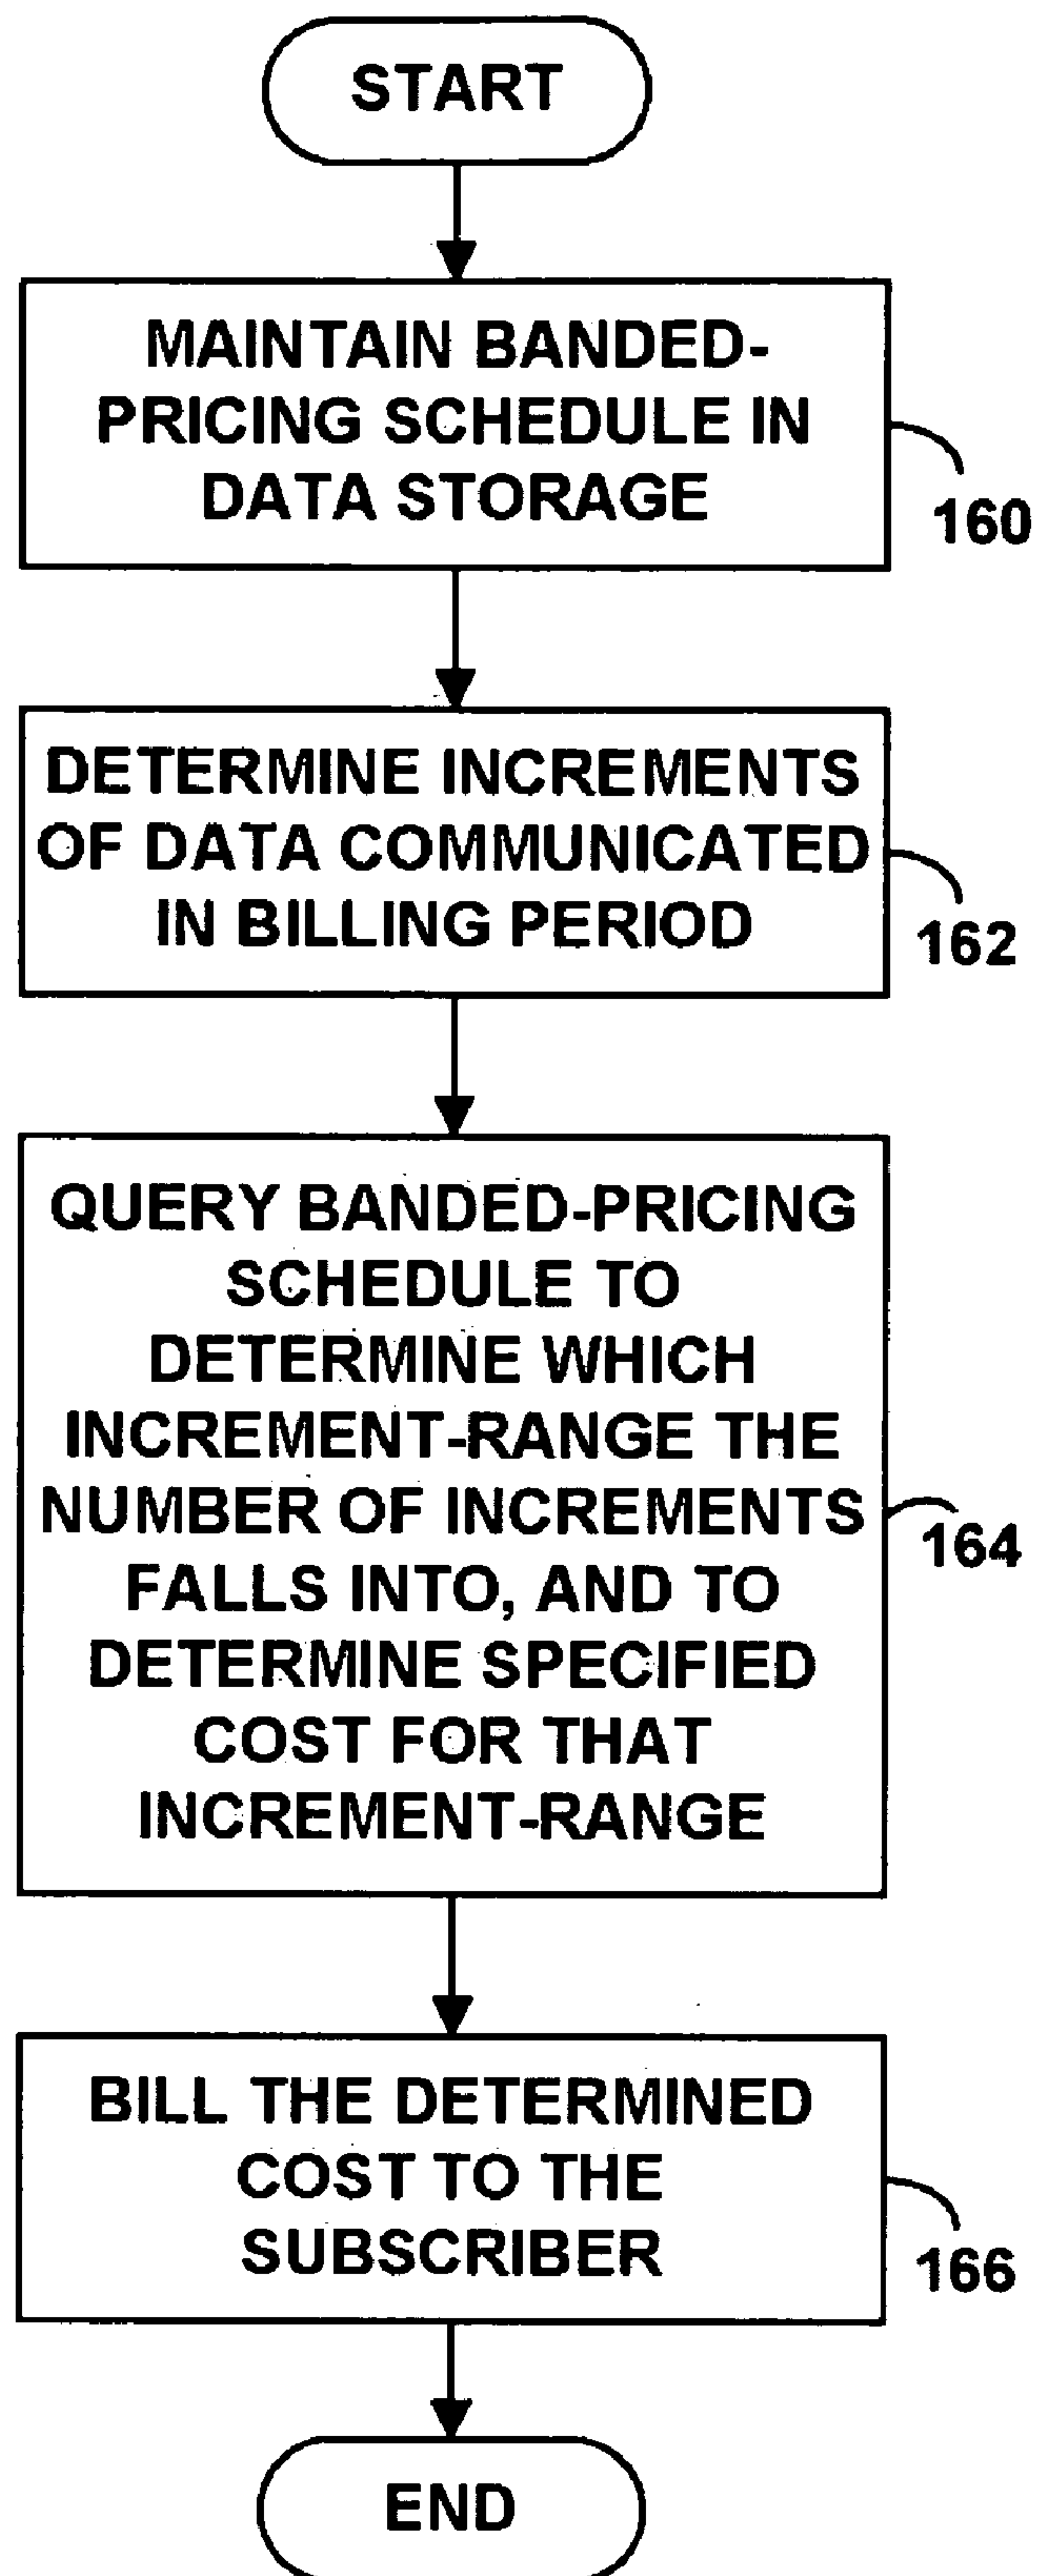 START
MAINTAIN BANDED-
PRICING SCHEDULE IN
DATA STORAGE
160
DETERMINE INCREMENTS
OF DATA COMMUNICATED
IN BILLING PERIOD
162
QUERY BANDED-PRICING
SCHEDULE TO
DETERMINE WHICH
INCREMENT-RANGE THE
NUMBER OF INCREMENTS
FALLS INTO, AND TO
DETERMINE SPECIFIED
COST FOR THAT
INCREMENT-RANGE
164
BILL THE DETERMINED
COST TO THE
SUBSCRIBER
166
END